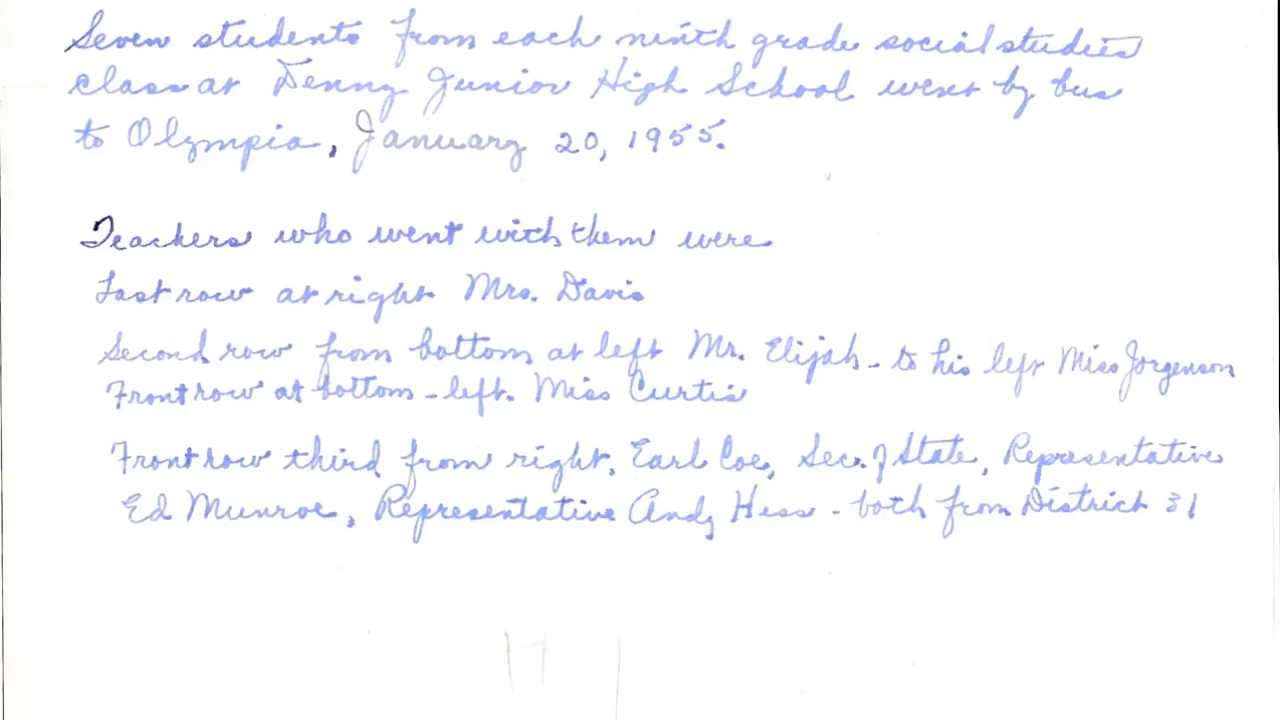 Seven students from each ninth grade social studies
class at Denny Junior High School went by bus
to Olympia, January 20, 1955.
Teachers who went with them were
Last row at right Mrs. Davis
Second row from bottom at left Mr. Elijah - to his left Miss Jorgenson
Front row at bottom - left. Miss Curtis
Front row third from right, Earl Coe, Sec. of State, Representative
Ed Munroe, Representative Andy Hess - both from District 31